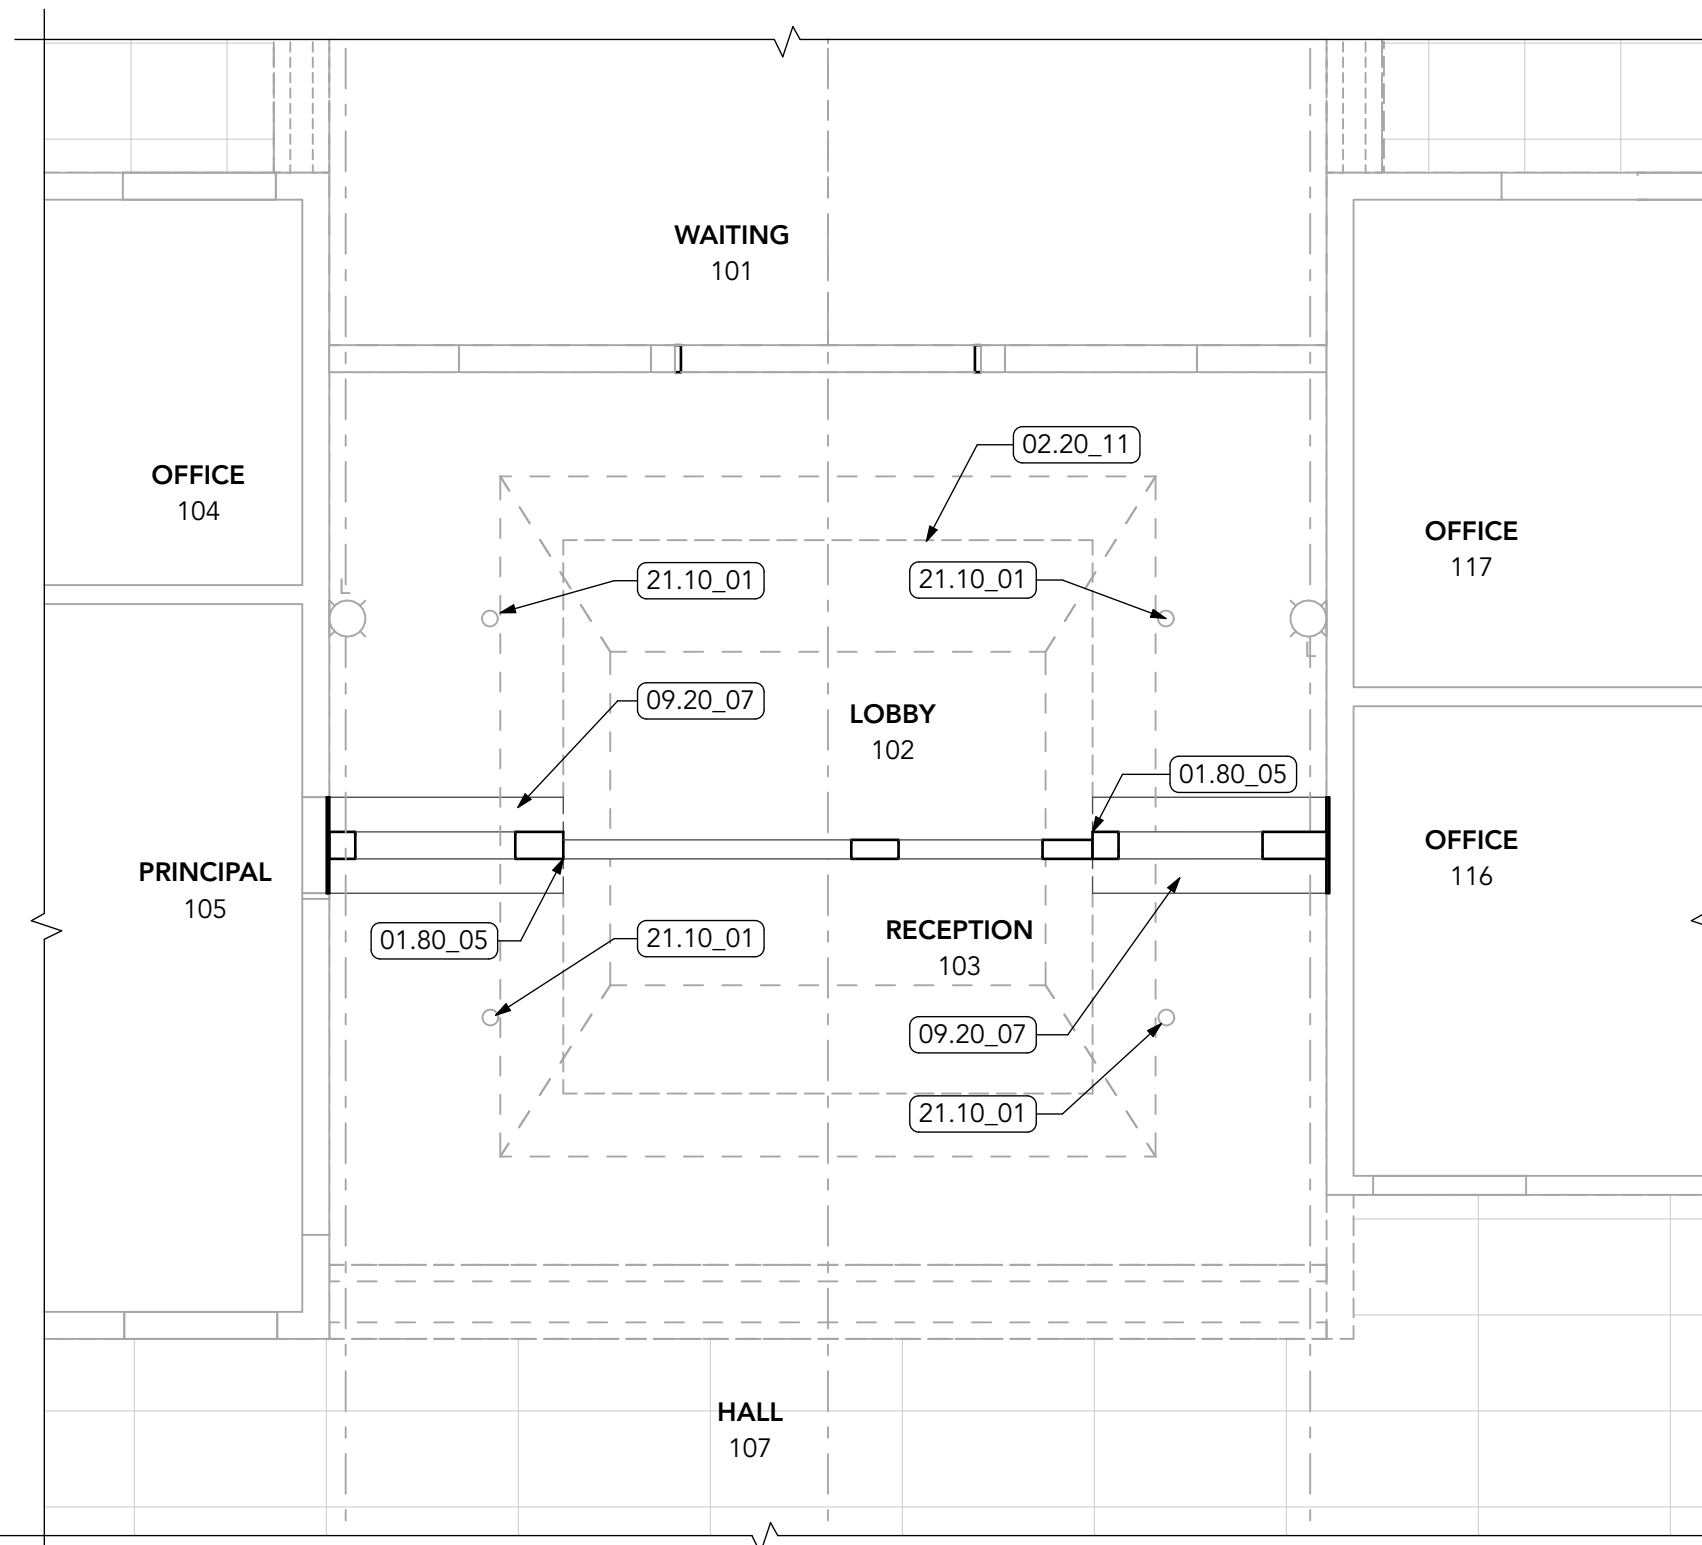 WAITING
101
02.20_11
OFFICE
104
OFFICE
117
21.10_01
21.10_01
L
L
09.20_07
LOBBY
102
01.80_05
PRINCIPAL
105
OFFICE
116
01.80_05
21.10_01
RECEPTION
103
09.20_07
21.10_01
HALL
107